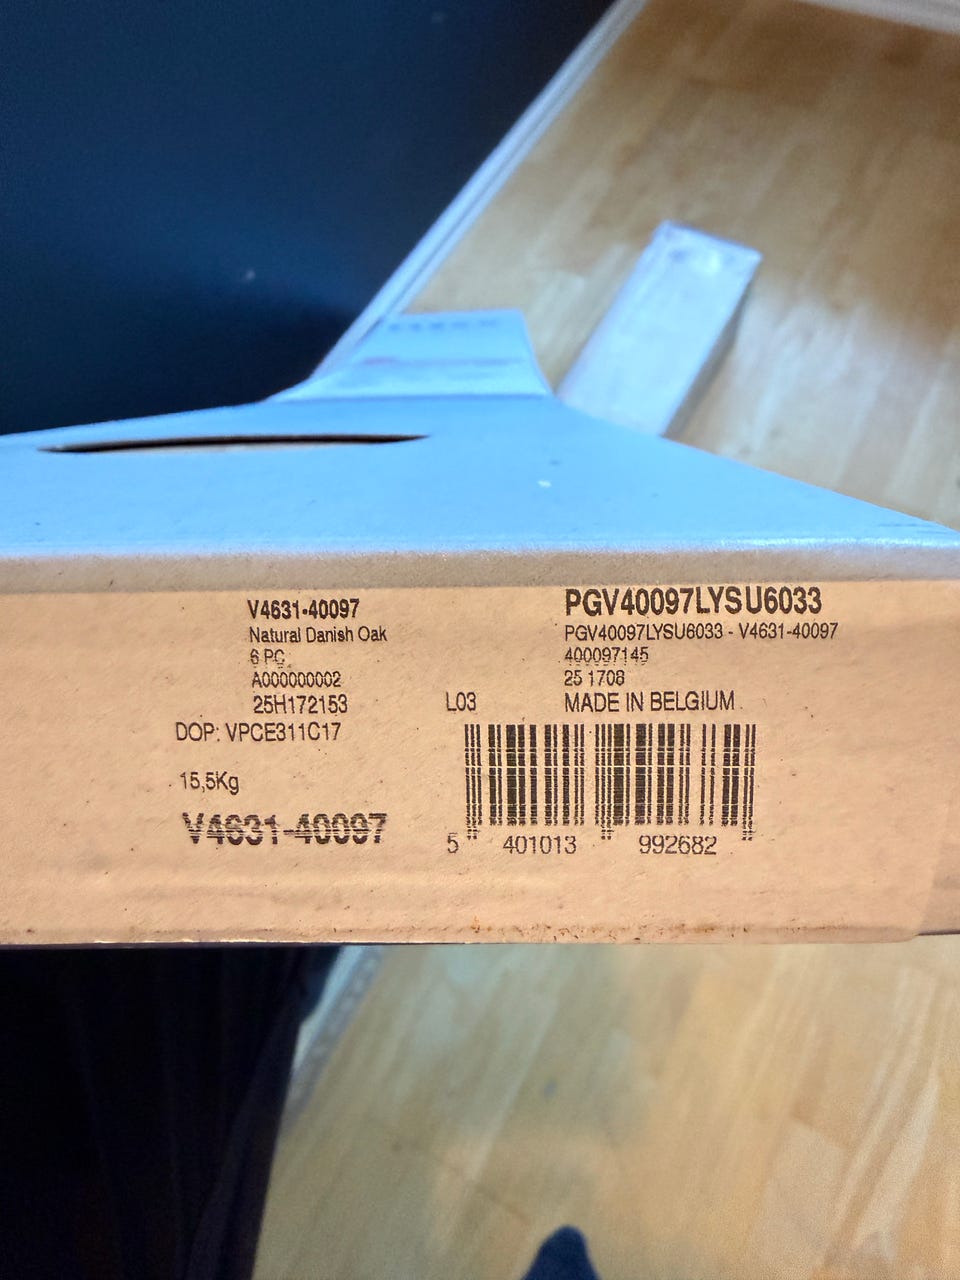 V4631-40097
Natural Danish Oak
6 PC
A000000002
25H172153
DOP: VPCE311C17
15,5Kg
V4631-40097
PGV40097LYSU6033
PGV40097LYSU6033 - V4631-40097
400097145
25 1708
L03 MADE IN BELGIUM
5 401013 992682